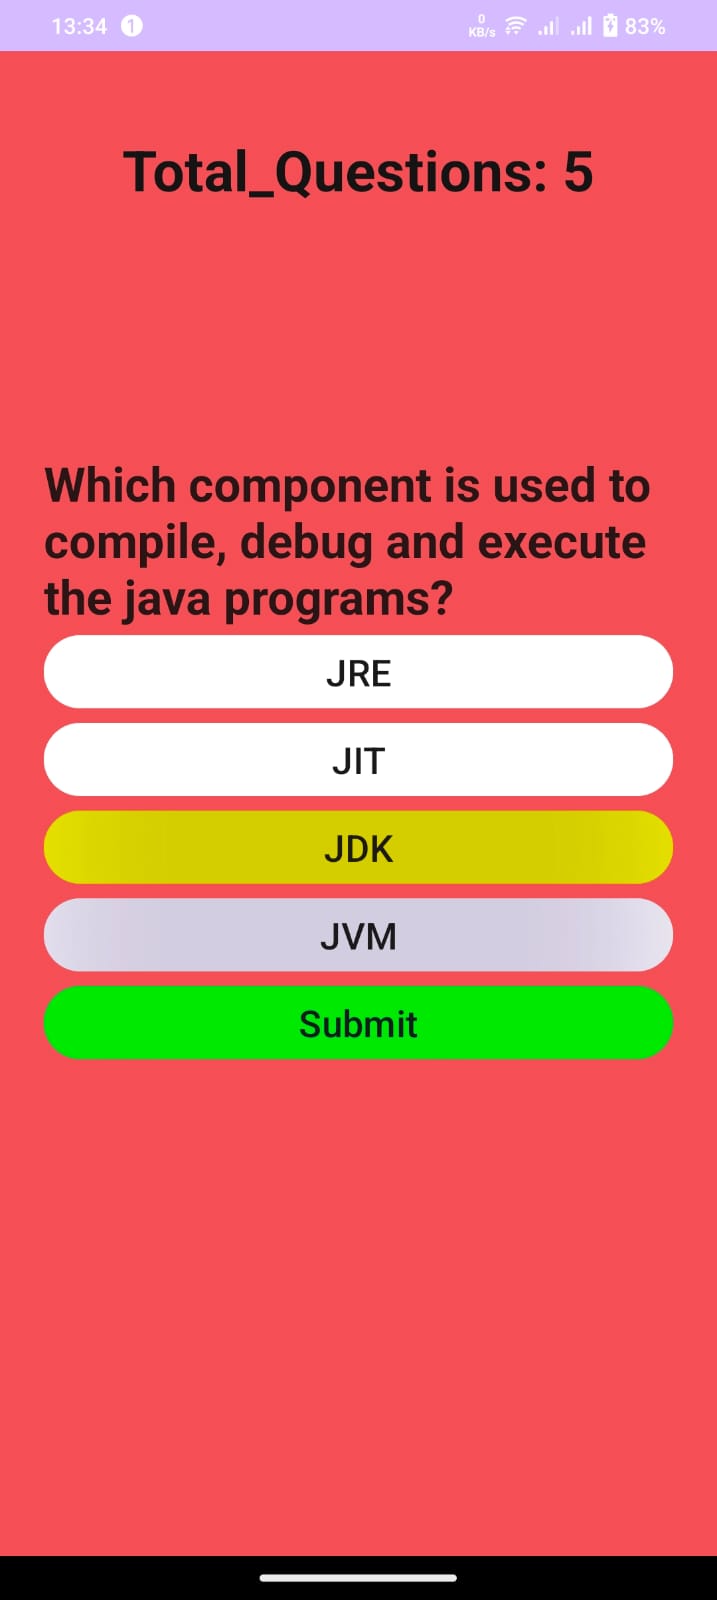 13:34 1 0 KB/s 83%
Total_Questions: 5
Which component is used to
compile, debug and execute
the java programs?
JRE
JIT
JDK
JVM
Submit